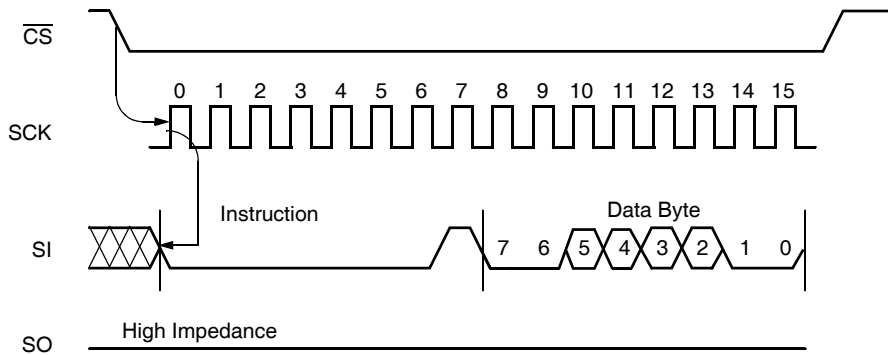 CS
0 1 2 3 4 5 6 7 8 9 10 11 12 13 14 15
SCK
Instruction
Data Byte
SI
7 6 5 4 3 2 1 0
High Impedance
SO